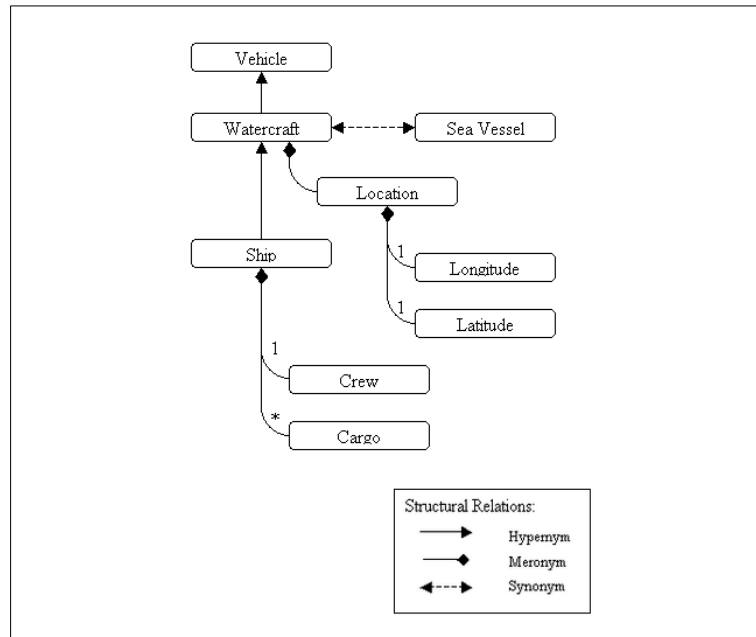 Vehicle
Watercraft
Sea Vessel
Location
Ship
1
Longitude
1
Latitude
1
Crew
*
Cargo
Structural Relations:
Hypernym
Meronym
Synonym